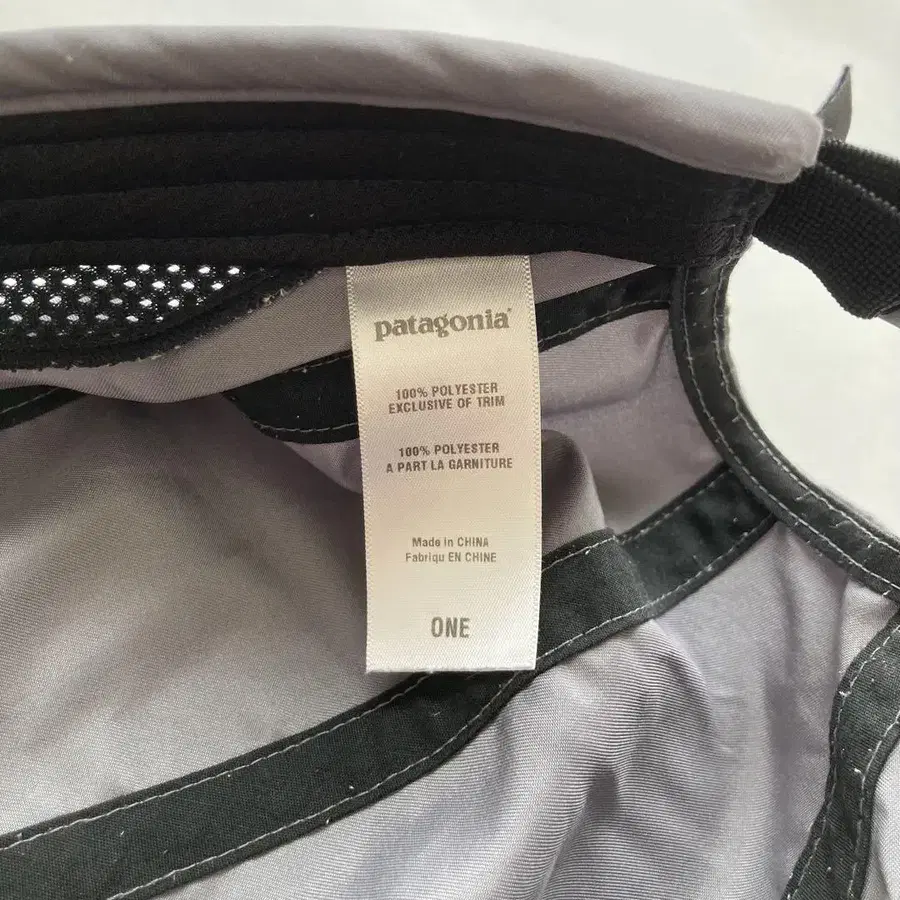 patagonia®
100% POLYESTER
EXCLUSIVE OF TRIM
100% POLYESTER
A PART LA GARNITURE
Made in CHINA
Fabriqu EN CHINE
ONE